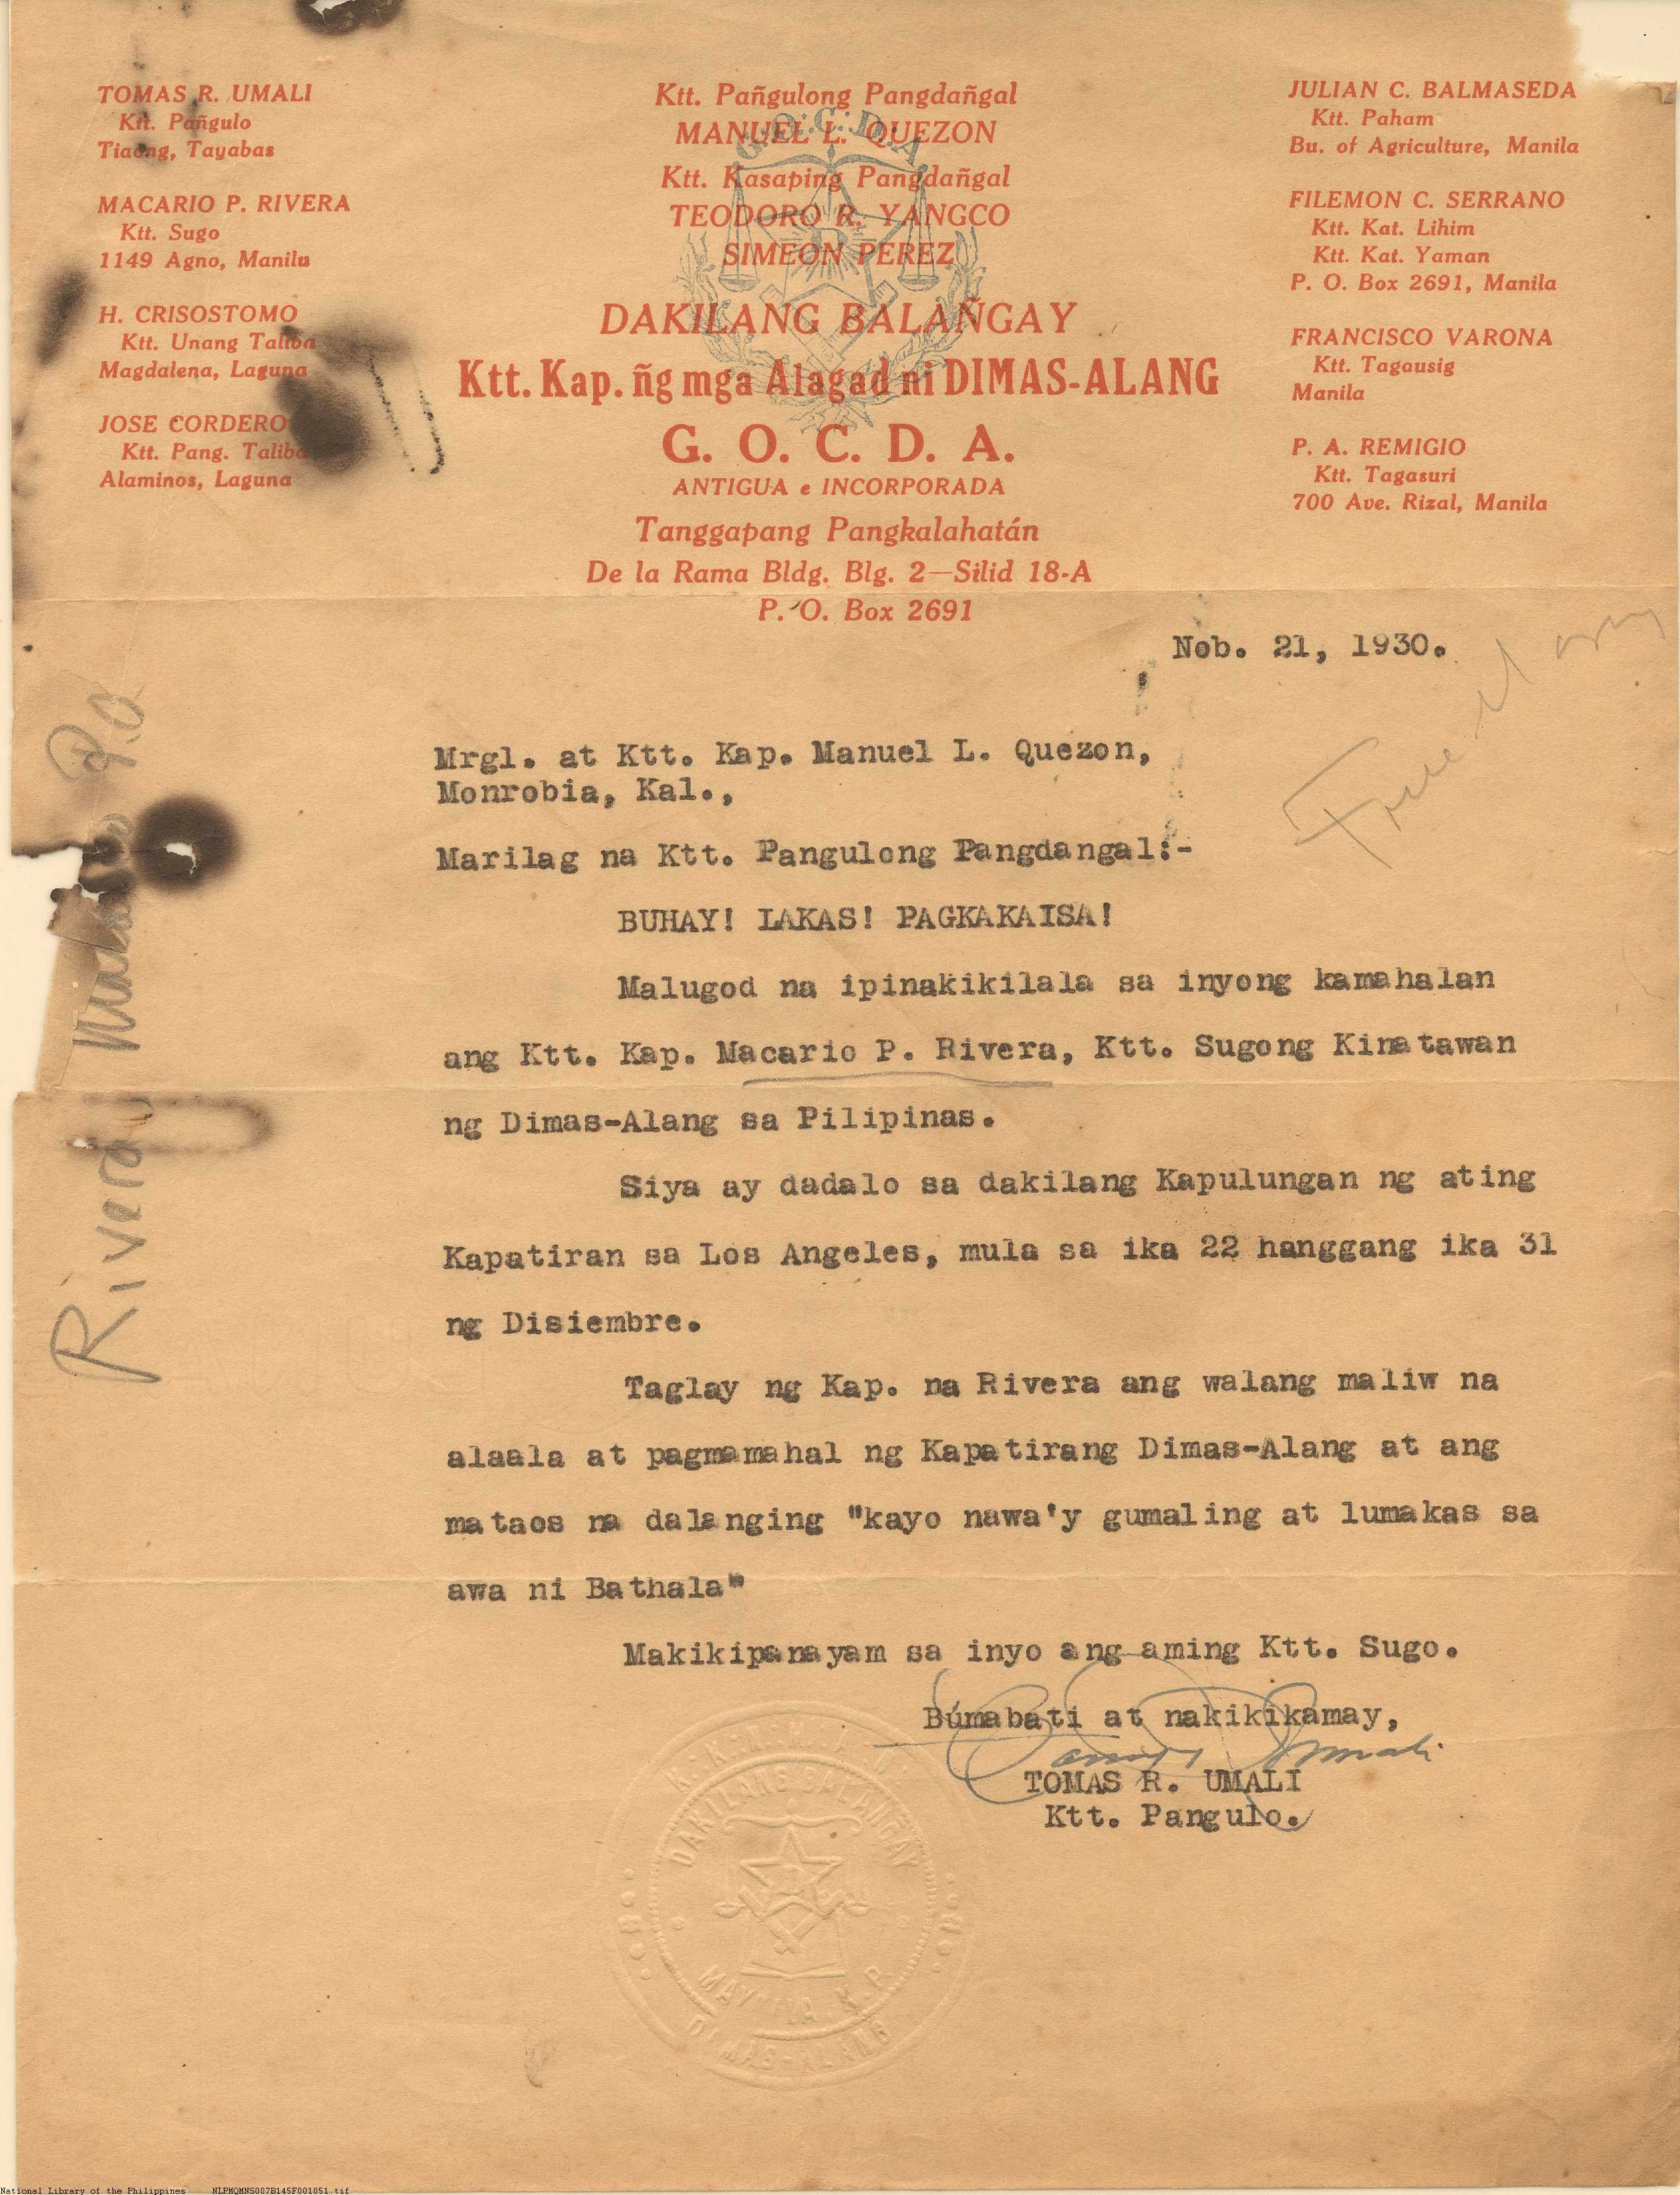 TOMAS R. UMALI
Ktt. Pañgulo
Tiaong, Tayabas
MACARIO P. RIVERA
Ktt. Sugo
1149 Agno, Manila
H. CRISOSTOMO
Ktt. Unang Taliba
Magdalena, Laguna
JOSE CORDERO
Ktt. Pang. Taliba
Alaminos, Laguna
Ktt. Pañgulong Pangdañgal
MANUEL L. QUEZON
Ktt. Kasaping Pangdañgal
TEODORO R. YANGCO
SIMEON PEREZ
G.O.C.D.A.
DAKILANG BALAÑGAY
Ktt. Kap. ñg mga Alagad ni DIMAS-ALANG
G. O. C. D. A.
ANTIGUA e INCORPORADA
Tanggapang Pangkalahatán
De la Rama Bldg. Blg. 2—Silid 18-A
P. O. Box 2691
JULIAN C. BALMASEDA
Ktt. Paham
Bu. of Agriculture, Manila
FILEMON C. SERRANO
Ktt. Kat. Lihim
Ktt. Kat. Yaman
P. O. Box 2691, Manila
FRANCISCO VARONA
Ktt. Tagausig
Manila
P. A. REMIGIO
Ktt. Tagasuri
700 Ave. Rizal, Manila
Nob. 21, 1930.
Mrgl. at Ktt. Kap. Manuel L. Quezon,
Monrobia, Kal.,
Marilag na Ktt. Pangulong Pangdangal:-
BUHAY! LAKAS! PAGKAKAISA!
Malugod na ipinakikilala sa inyong kamahalan
ang Ktt. Kap. Macario P. Rivera, Ktt. Sugong Kinatawan
ng Dimas-Alang sa Pilipinas.
Siya ay dadalo sa dakilang Kapulungan ng ating
Kapatiran sa Los Angeles, mula sa ika 22 hanggang ika 31
ng Disiembre.
Taglay ng Kap. na Rivera ang walang maliw na
alaala at pagmamahal ng Kapatirang Dimas-Alang at ang
mataos na dalanging "kayo nawa'y gumaling at lumakas sa
awa ni Bathala"
Makikipanayam sa inyo ang aming Ktt. Sugo.
Bumabati at nakikikamay,
TOMAS R. UMALI
Ktt. Pangulo.
DAKILANG BALAÑGAY
MAYNILA, K.P.
DIMAS-ALANG
Rivera
P.O
National Library of the Philippines NLPMQMNS007B145F001051.tif